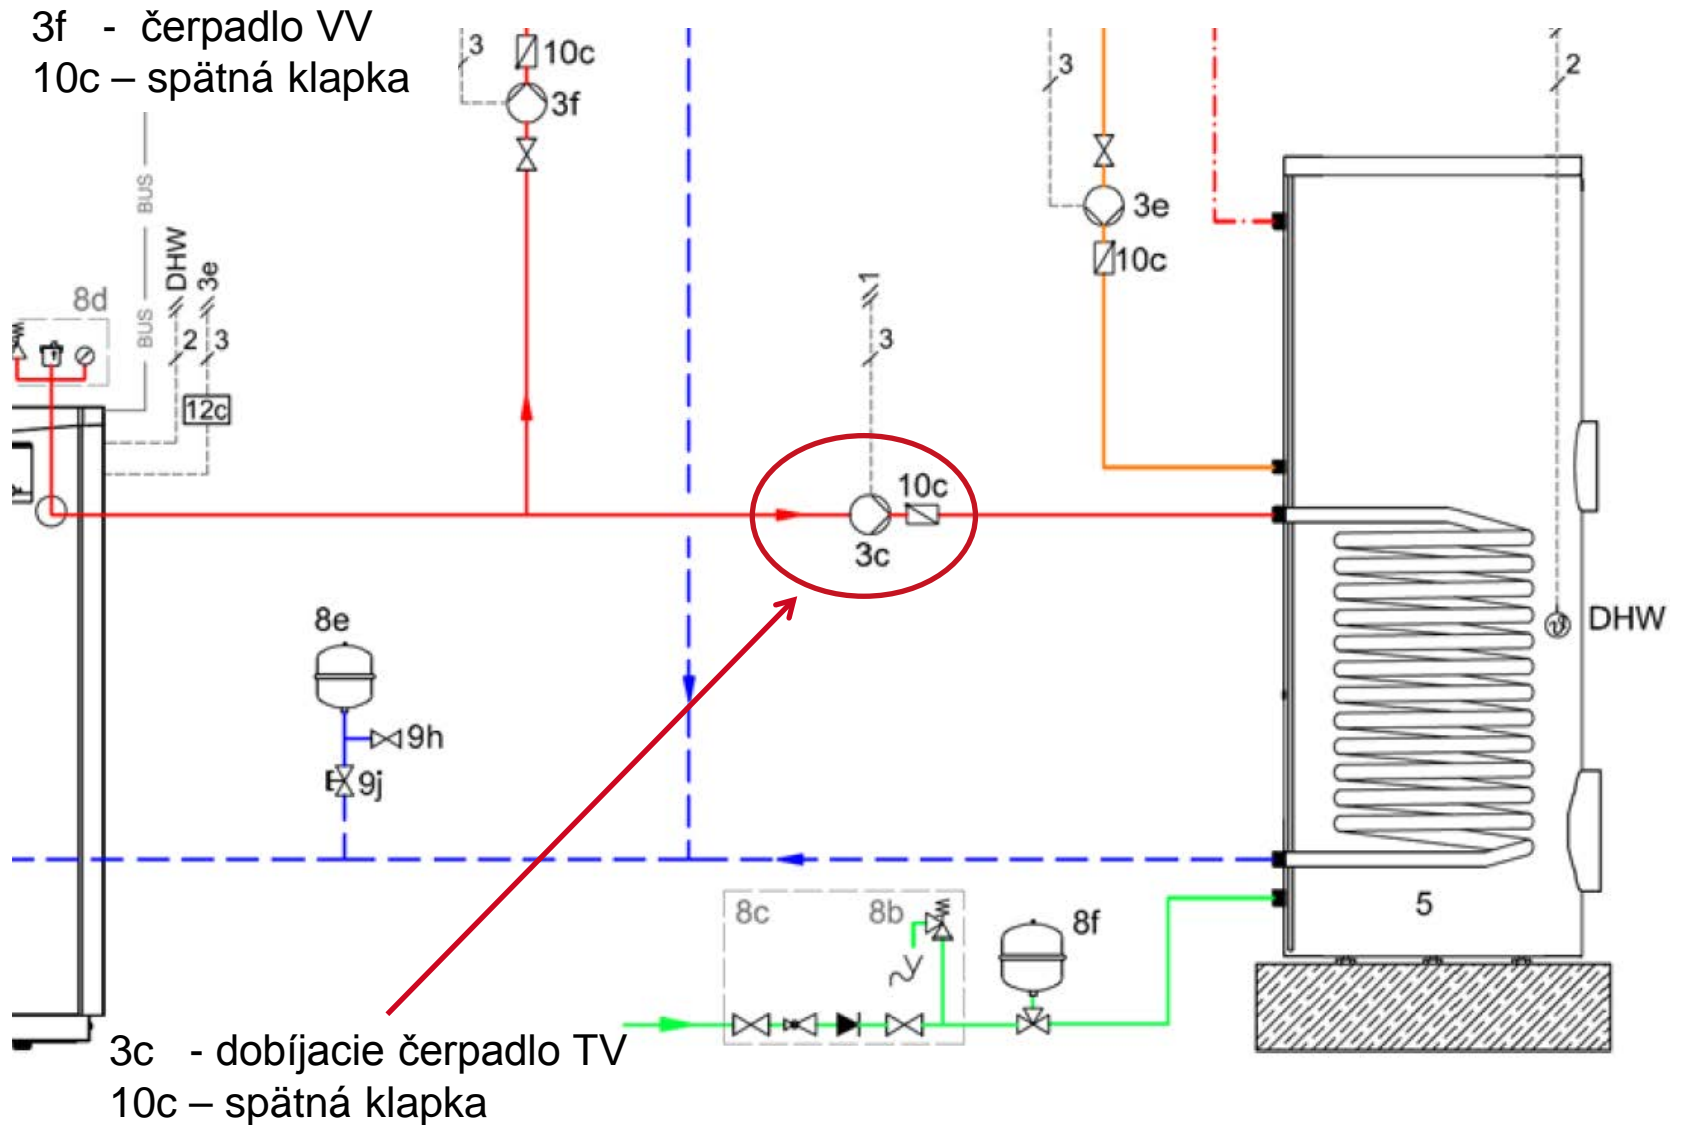 3f - čerpadlo VV
10c – spätná klapka
3
10c
3f
3
2
BUS
DHW
3e
3e
10c
8d
BUS
2
3
1
3
12c
10c
3c
8e
DHW
9h
9j
8c
8b
8f
5
3c - dobíjacie čerpadlo TV
10c – spätná klapka